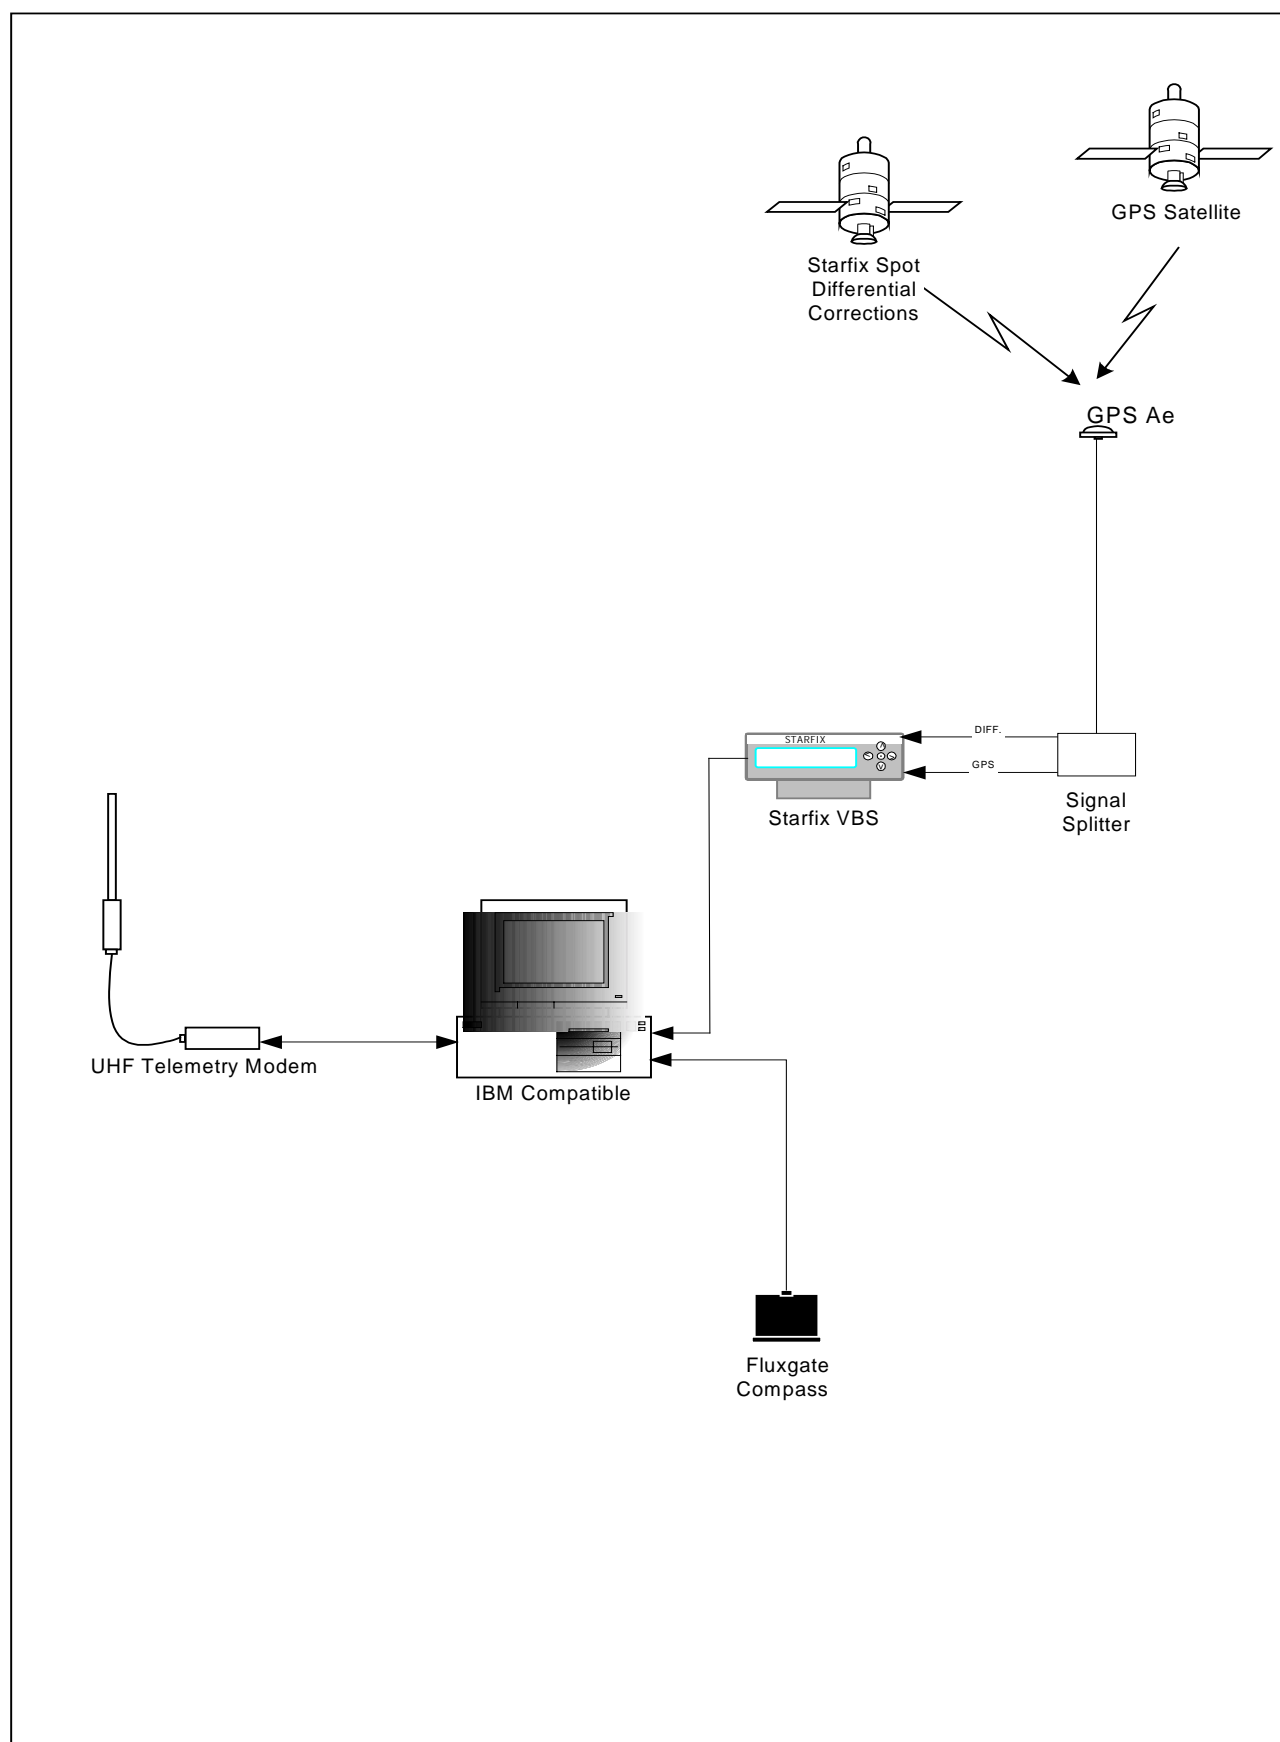 GPS Satellite
Starfix Spot
Differential
Corrections
GPS Ae
DIFF.
STARFIX
GPS
Starfix VBS
Signal
Splitter
UHF Telemetry Modem
IBM Compatible
Fluxgate
Compass